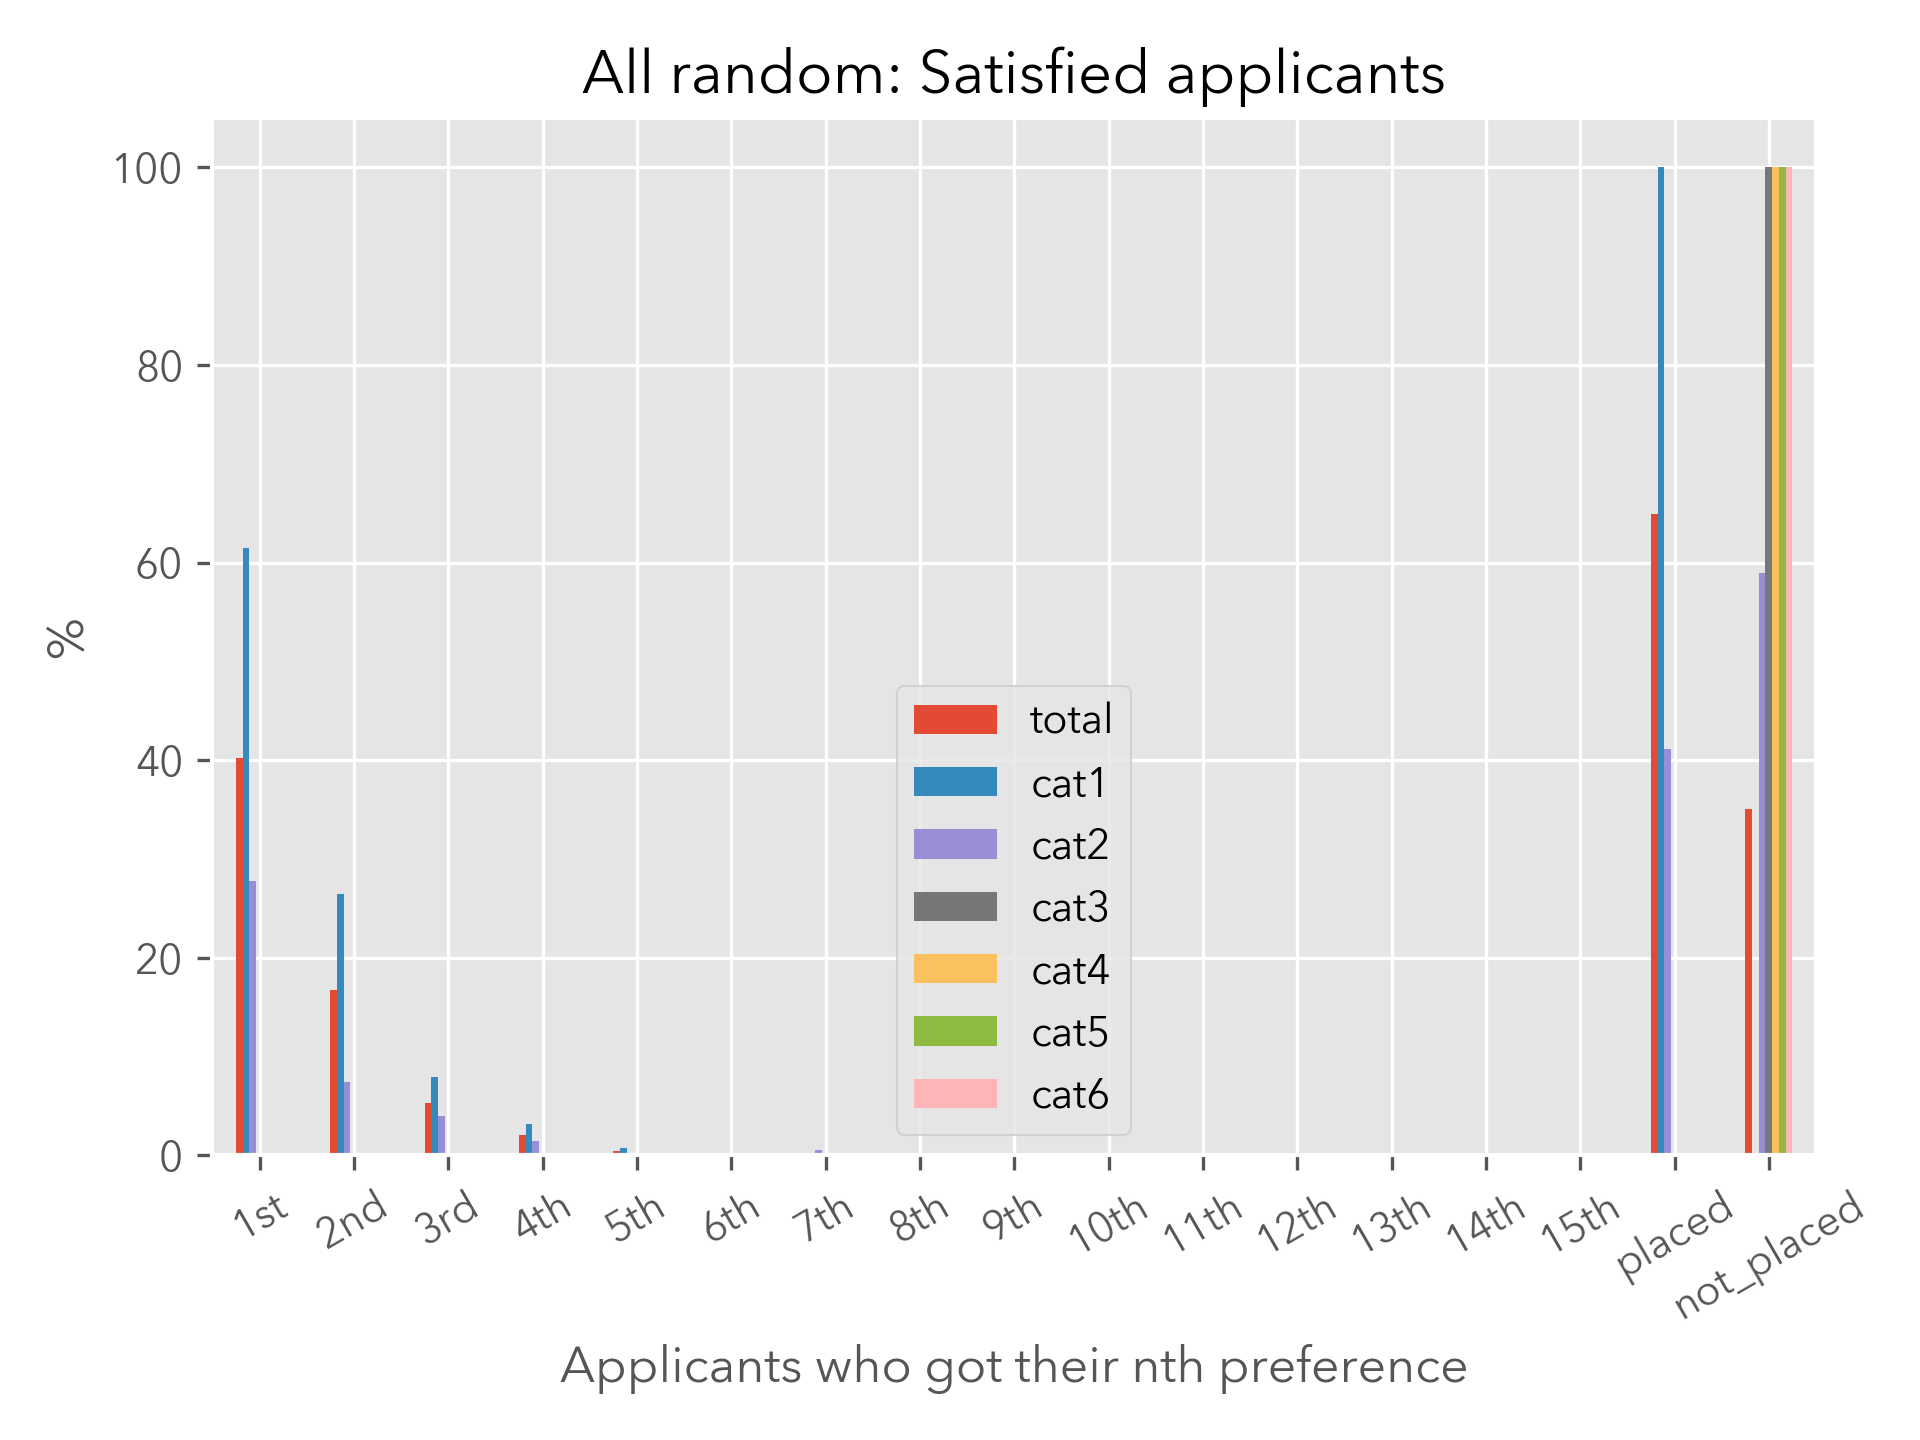 All random: Satisfied applicants
100
80
60
40
20
0
%
total
cat1
cat2
cat3
cat4
cat5
cat6
1st 2nd 3rd 4th 5th 6th 7th 8th 9th 10th 11th 12th 13th 14th 15th placed not_placed
Applicants who got their nth preference